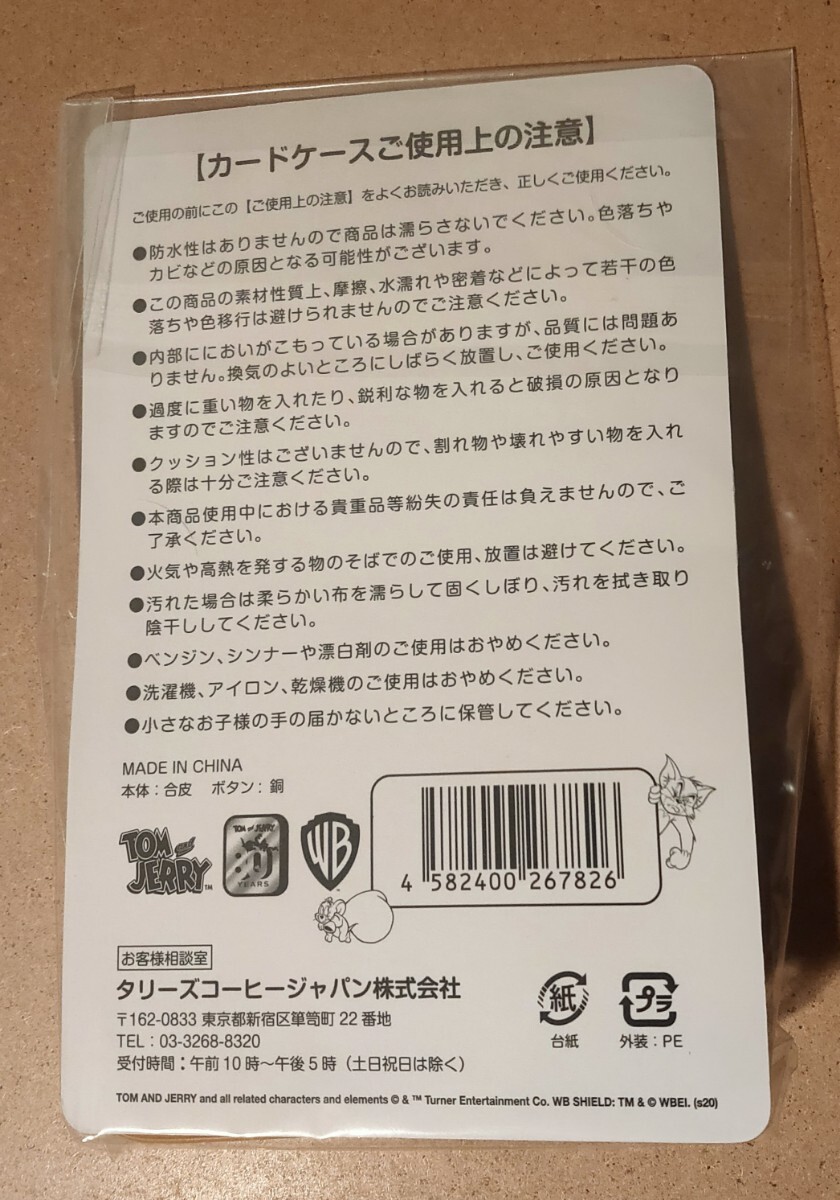 【カードケースご使用上の注意】
ご使用の前にこの【ご使用上の注意】をよくお読みいただき、正しくご使用ください。
●防水性はありませんので商品は濡らさないでください。色落ちや
カビなどの原因となる可能性がございます。
●この商品の素材性質上、摩擦、水濡れや密着などによって若干の色
落ちや色移行は避けられませんのでご注意ください。
●内部ににおいがこもっている場合がありますが、品質には問題あ
りません。換気のよいところにしばらく放置し、ご使用ください。
●過度に重い物を入れたり、鋭利な物を入れると破損の原因となり
ますのでご注意ください。
●クッション性はございませんので、割れ物や壊れやすい物を入れ
る際は十分ご注意ください。
●本商品使用中における貴重品等紛失の責任は負えませんので、ご
了承ください。
●火気や高熱を発する物のそばでのご使用、放置は避けてください。
●汚れた場合は柔らかい布を濡らして固くしぼり、汚れを拭き取り
陰干ししてください。
●ベンジン、シンナーや漂白剤のご使用はおやめください。
●洗濯機、アイロン、乾燥機のご使用はおやめください。
●小さなお子様の手の届かないところに保管してください。
MADE IN CHINA
本体：合皮 ボタン：銅
TOM and JERRY™
TOM and JERRY
80
YEARS
WB
4 582400 267826
お客様相談室
タリーズコーヒージャパン株式会社
〒162-0833 東京都新宿区箪笥町 22 番地
TEL：03-3268-8320
受付時間：午前 10 時〜午後 5 時（土日祝日は除く）
紙
台紙
プラ
外装：PE
TOM AND JERRY and all related characters and elements © & ™ Turner Entertainment Co. WB SHIELD: TM & © WBEI. (s20)